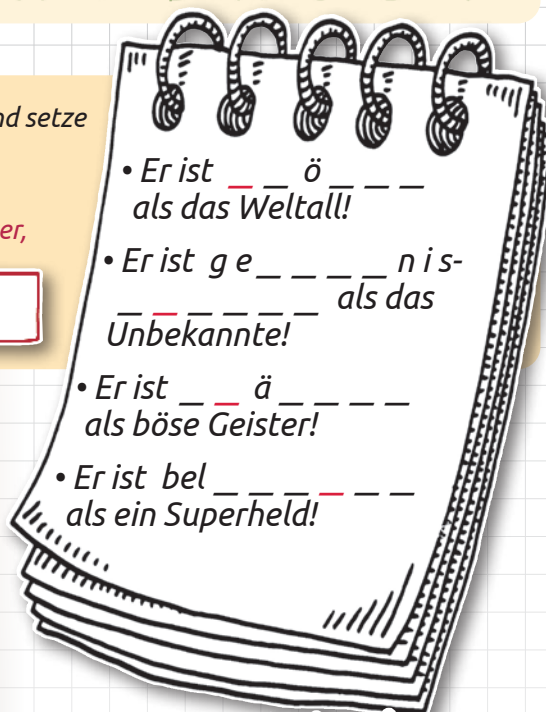 nd setze
er,
• Er ist _ _ ö _ _ _
als das Weltall!
• Er ist g e _ _ _ _ n i s-
_ _ _ _ _ _ als das
Unbekannte!
• Er ist _ _ ä _ _ _ _
als böse Geister!
• Er ist bel _ _ _ _ _ _
als ein Superheld!